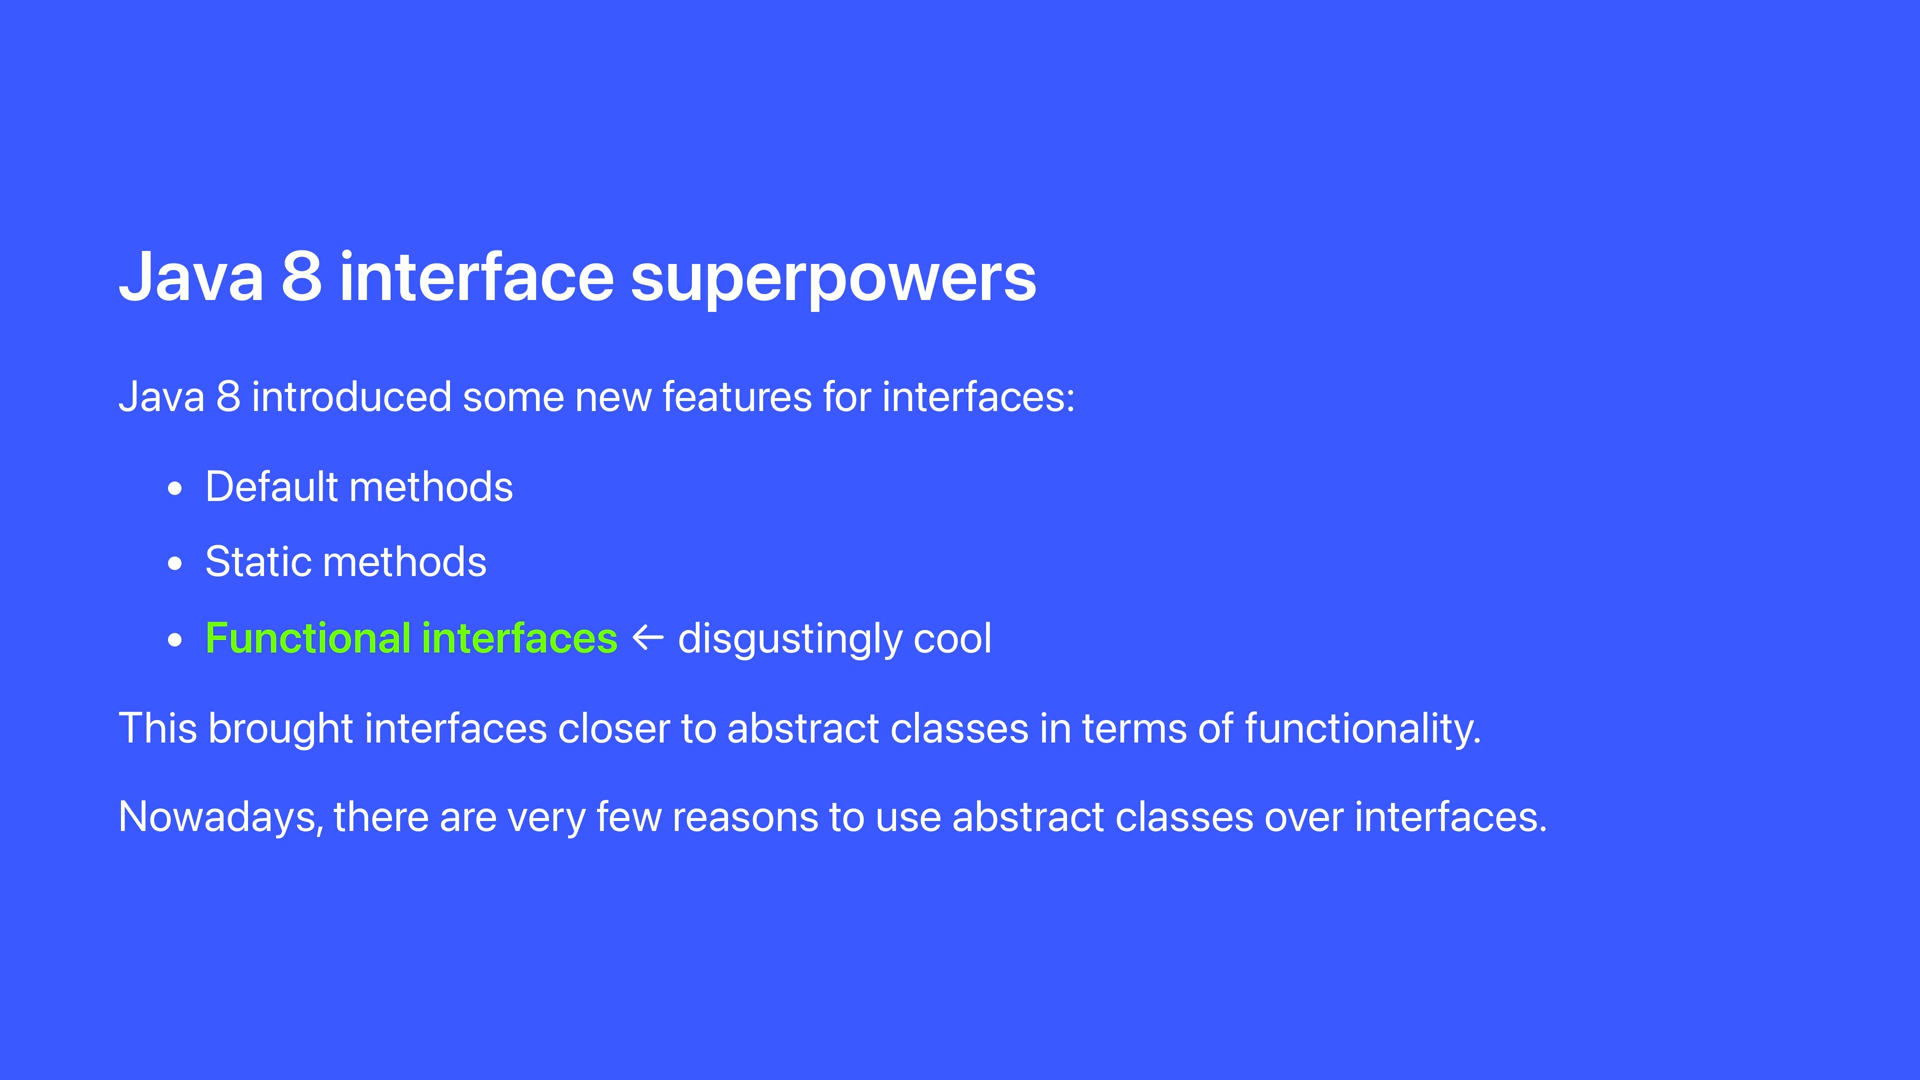 Java 8 interface superpowers
Java 8 introduced some new features for interfaces:
• Default methods
• Static methods
• Functional interfaces ← disgustingly cool
This brought interfaces closer to abstract classes in terms of functionality.
Nowadays, there are very few reasons to use abstract classes over interfaces.